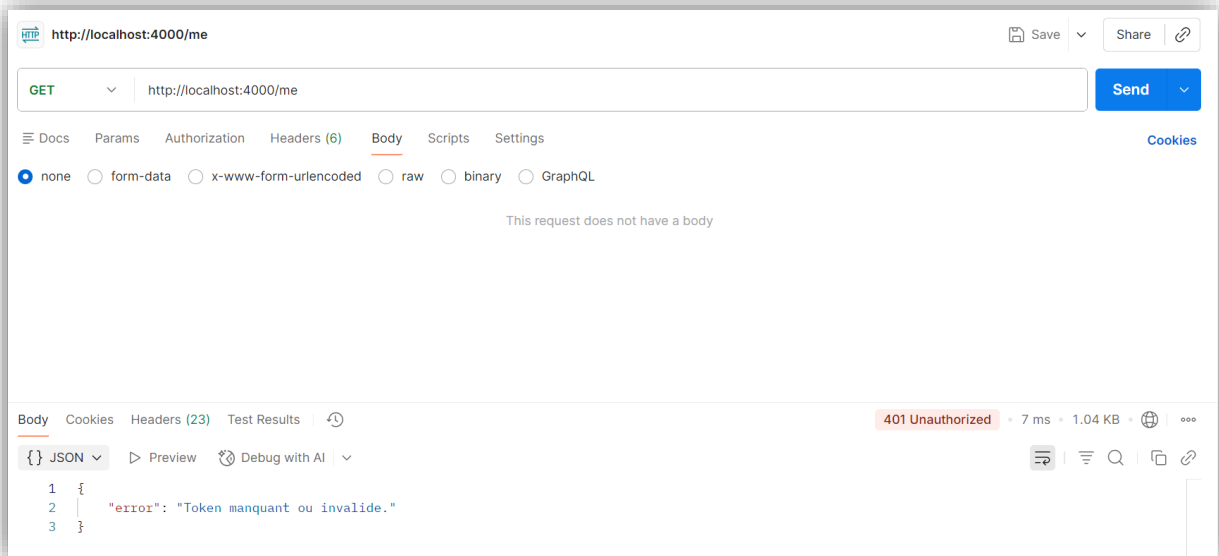 HTTP http://localhost:4000/me Save Share
GET http://localhost:4000/me Send
Docs Params Authorization Headers (6) Body Scripts Settings Cookies
none form-data x-www-form-urlencoded raw binary GraphQL
This request does not have a body
Body Cookies Headers (23) Test Results 401 Unauthorized • 7 ms • 1.04 KB •
{} JSON Preview Debug with AI
1 {
2 "error": "Token manquant ou invalide."
3 }